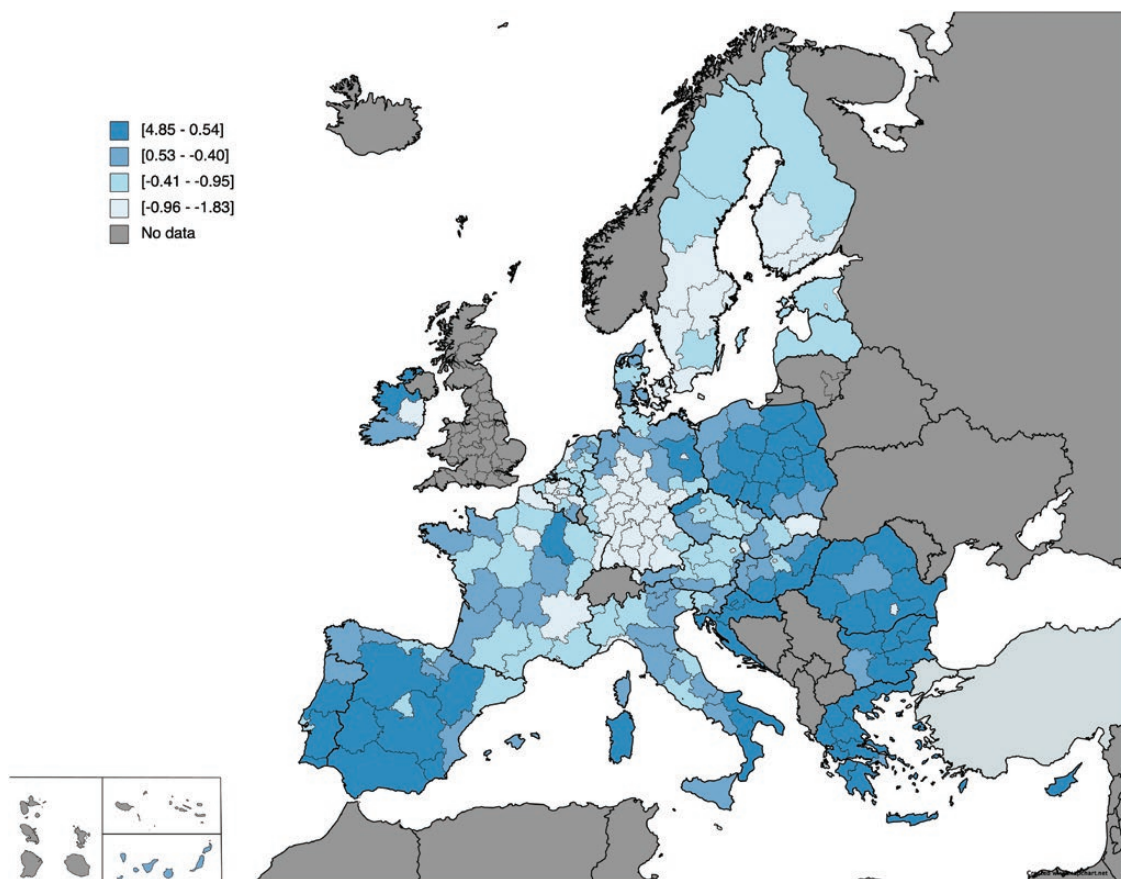 [4.85 - 0.54]
[0.53 - -0.40]
[-0.41 - -0.95]
[-0.96 - -1.83]
No data